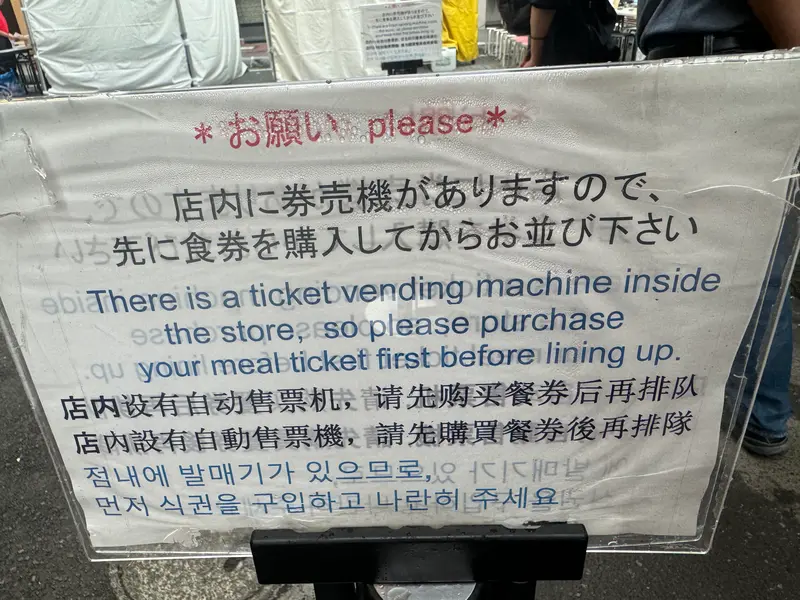 * お願い please *
店内に券売機がありますので、
先に食券を購入してからお並び下さい
There is a ticket vending machine inside
the store, so please purchase
your meal ticket first before lining up.
店内设有自动售票机，请先购买餐券后再排队
店內設有自動售票機，請先購買餐券後再排隊
점내에 발매기가 있으므로,
먼저 식권을 구입하고 나란히 주세요